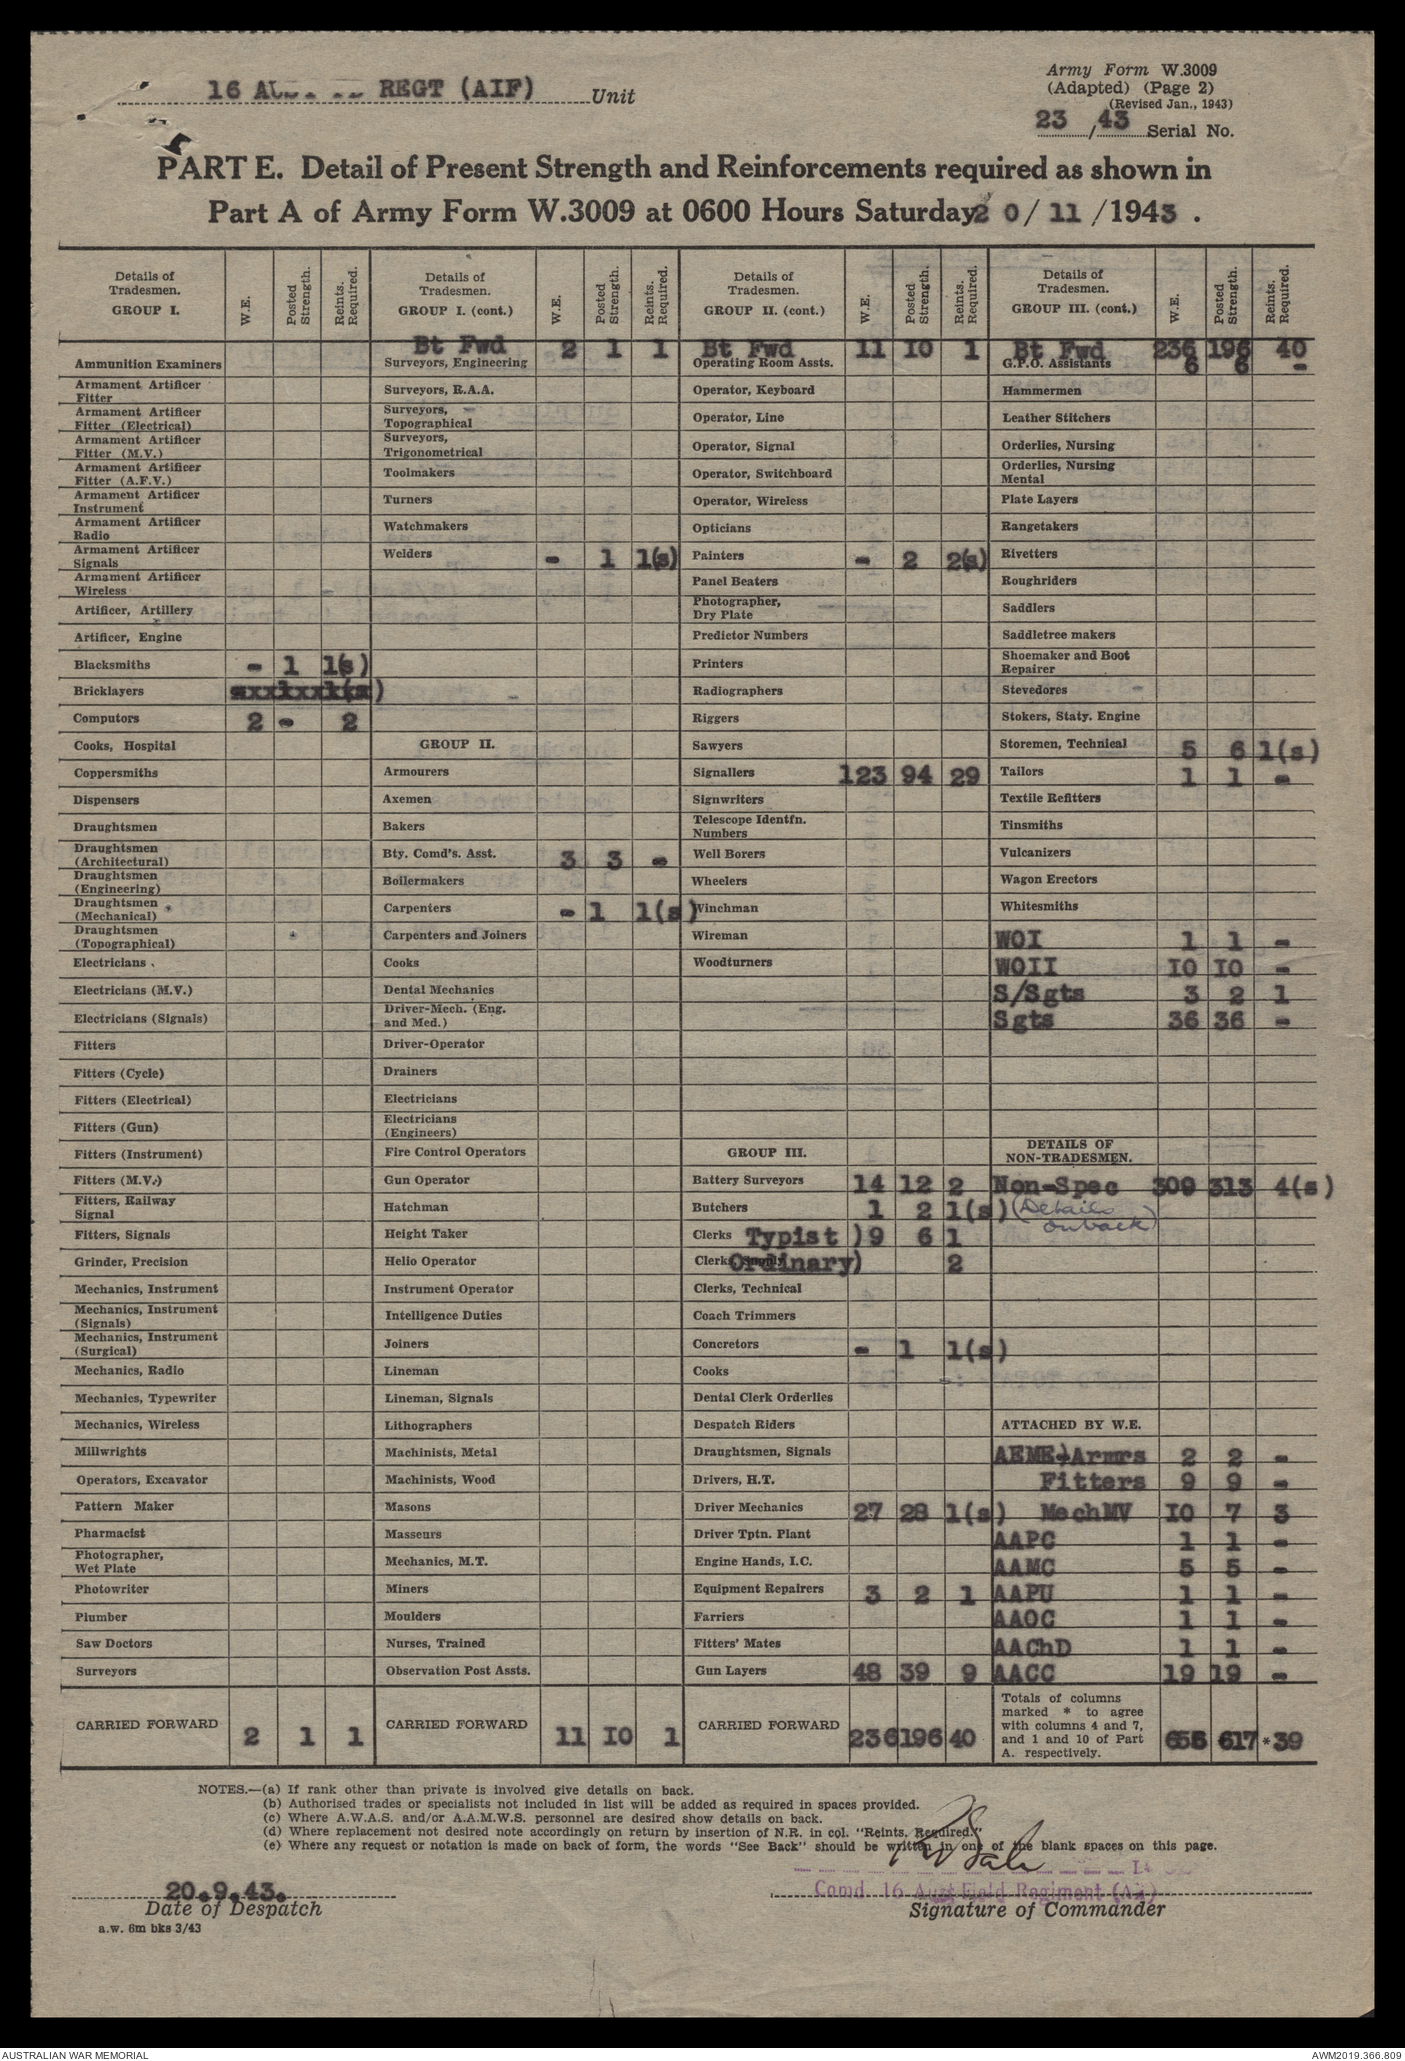 16 REGT (AIF) Unit
Army Form W.3009
(Adapted) (Page 2)
(Revised Jan., 1943)
23 / 43 Serial No.
PART E. Detail of Present Strength and Reinforcements required as shown in
Part A of Army Form W.3009 at 0600 Hours Saturday 20 / 11 / 1943 .
Details of Tradesmen. GROUP I. W.E. Posted Strength. Reints. Required. Details of Tradesmen. GROUP I. (cont.) W.E. Posted Strength. Reints. Required. Details of Tradesmen. GROUP II. (cont.) W.E. Posted Strength. Reints. Required. Details of Tradesmen. GROUP III. (cont.) W.E. Posted Strength. Reints. Required.
Bt Fwd 2 1 1 Bt Fwd 11 10 1 Bt Fwd 236 196 40
Ammunition Examiners Surveyors, Engineering Operating Room Assts. G.P.O. Assistants 6 6 -
Armament Artificer Fitter Surveyors, R.A.A. Operator, Keyboard Hammermen
Armament Artificer Fitter (Electrical) Surveyors, Topographical Operator, Line Leather Stitchers
Armament Artificer Fitter (M.V.) Surveyors, Trigonometrical Operator, Signal Orderlies, Nursing
Armament Artificer Fitter (A.F.V.) Toolmakers Operator, Switchboard Orderlies, Nursing Mental
Armament Artificer Instrument Turners Operator, Wireless Plate Layers
Armament Artificer Radio Watchmakers Opticians Rangetakers
Armament Artificer Signals Welders - 1 1(s) Painters - 2 2(s) Rivetters
Armament Artificer Wireless Panel Beaters Roughriders
Artificer, Artillery Photographer, Dry Plate Saddlers
Artificer, Engine Predictor Numbers Saddletree makers
Blacksmiths - 1 1(s) Printers Shoemaker and Boot Repairer
Bricklayers Radiographers Stevedores
Computors 2 - 2 Riggers Stokers, Staty. Engine
Cooks, Hospital GROUP II. Sawyers Storemen, Technical 5 6 1(s)
Coppersmiths Armourers Signallers 123 94 29 Tailors 1 1 -
Dispensers Axemen Signwriters Textile Refitters
Draughtsmen Bakers Telescope Identfn. Numbers Tinsmiths
Draughtsmen (Architectural) Bty. Comd's. Asst. 3 3 - Well Borers Vulcanizers
Draughtsmen (Engineering) Boilermakers Wheelers Wagon Erectors
Draughtsmen (Mechanical) Carpenters - 1 1(s) Winchman Whitesmiths
Draughtsmen (Topographical) Carpenters and Joiners Wireman WOI 1 1 -
Electricians Cooks Woodturners WOII 10 10 -
Electricians (M.V.) Dental Mechanics S/Sgts 3 2 1
Electricians (Signals) Driver-Mech. (Eng. and Med.) Sgts 36 36 -
Fitters Driver-Operator
Fitters (Cycle) Drainers
Fitters (Electrical) Electricians
Fitters (Gun) Electricians (Engineers)
Fitters (Instrument) Fire Control Operators GROUP III. DETAILS OF NON-TRADESMEN.
Fitters (M.V.) Gun Operator Battery Surveyors 14 12 2 Non-Spec 309 313 4(s)
Fitters, Railway Signal Hatchman Butchers 1 2 1(s) (Details on back)
Fitters, Signals Height Taker Clerks Typist ) 9 6 1
Grinder, Precision Helio Operator Clerks Ordinary) 2
Mechanics, Instrument Instrument Operator Clerks, Technical
Mechanics, Instrument (Signals) Intelligence Duties Coach Trimmers
Mechanics, Instrument (Surgical) Joiners Concretors - 1 1(s)
Mechanics, Radio Lineman Cooks
Mechanics, Typewriter Lineman, Signals Dental Clerk Orderlies
Mechanics, Wireless Lithographers Despatch Riders ATTACHED BY W.E.
Millwrights Machinists, Metal Draughtsmen, Signals AEME Armrs 2 2 -
Operators, Excavator Machinists, Wood Drivers, H.T. Fitters 9 9 -
Pattern Maker Masons Driver Mechanics 27 28 1(s) MechMV 10 7 3
Pharmacist Masseurs Driver Tptn. Plant AAPC 1 1 -
Photographer, Wet Plate Mechanics, M.T. Engine Hands, I.C. AAMC 5 5 -
Photowriter Miners Equipment Repairers 3 2 1 AAPU 1 1 -
Plumber Moulders Farriers AAOC 1 1 -
Saw Doctors Nurses, Trained Fitters' Mates AAChD 1 1 -
Surveyors Observation Post Assts. Gun Layers 48 39 9 AACC 19 19 -
CARRIED FORWARD 2 1 1 CARRIED FORWARD 11 10 1 CARRIED FORWARD 236 196 40 Totals of columns marked * to agree with columns 4 and 7, and 1 and 10 of Part A. respectively. 617 *39
NOTES.—(a) If rank other than private is involved give details on back.
(b) Authorised trades or specialists not included in list will be added as required in spaces provided.
(c) Where A.W.A.S. and/or A.A.M.W.S. personnel are desired show details on back.
(d) Where replacement not desired note accordingly on return by insertion of N.R. in col. "Reints. Required."
(e) Where any request or notation is made on back of form, the words "See Back" should be written in one of the blank spaces on this page.
20.9.43.
Date of Despatch
a.w. 6m bks 3/43
Comd. 16 Aust Field Regiment
Signature of Commander
AUSTRALIAN WAR MEMORIAL
AWM2019.366.809